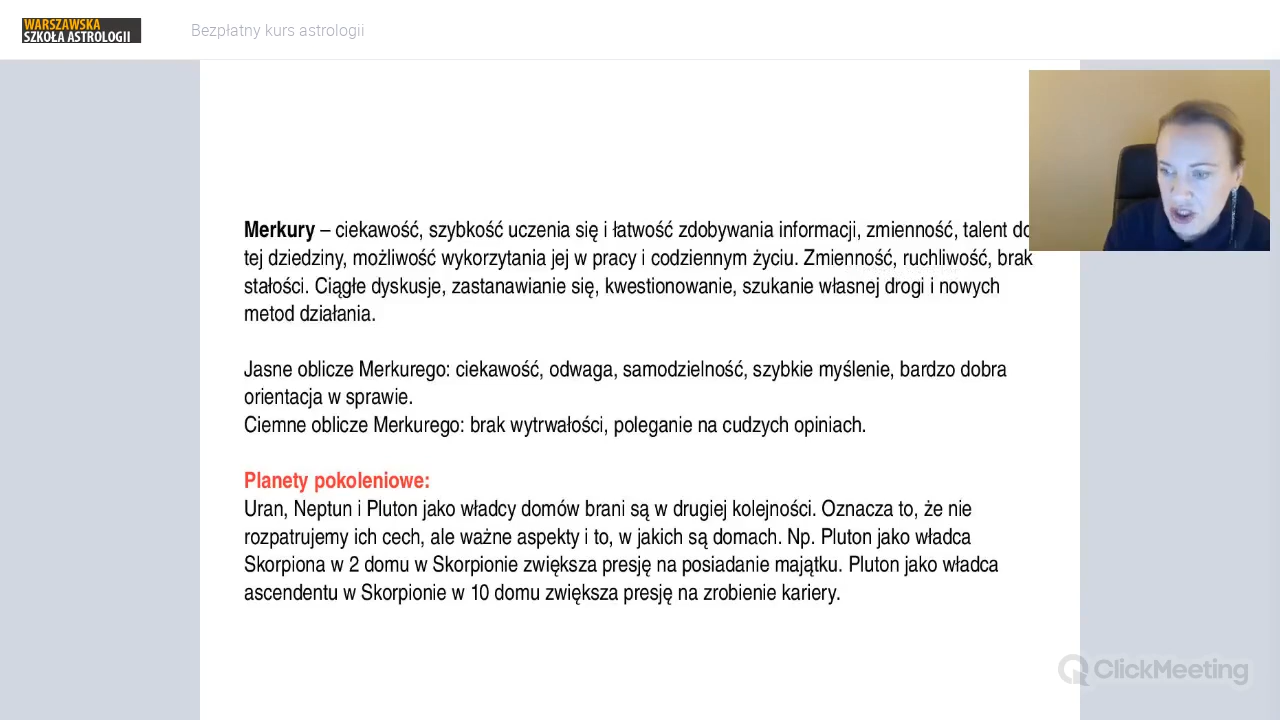 WARSZAWSKA
SZKOŁA ASTROLOGII
Bezpłatny kurs astrologii
Merkury – ciekawość, szybkość uczenia się i łatwość zdobywania informacji, zmienność, talent do
tej dziedziny, możliwość wykorzytania jej w pracy i codziennym życiu. Zmienność, ruchliwość, brak
stałości. Ciągłe dyskusje, zastanawianie się, kwestionowanie, szukanie własnej drogi i nowych
metod działania.
Jasne oblicze Merkurego: ciekawość, odwaga, samodzielność, szybkie myślenie, bardzo dobra
orientacja w sprawie.
Ciemne oblicze Merkurego: brak wytrwałości, poleganie na cudzych opiniach.
Planety pokoleniowe:
Uran, Neptun i Pluton jako władcy domów brani są w drugiej kolejności. Oznacza to, że nie
rozpatrujemy ich cech, ale ważne aspekty i to, w jakich są domach. Np. Pluton jako władca
Skorpiona w 2 domu w Skorpionie zwiększa presję na posiadanie majątku. Pluton jako władca
ascendentu w Skorpionie w 10 domu zwiększa presję na zrobienie kariery.
ClickMeeting